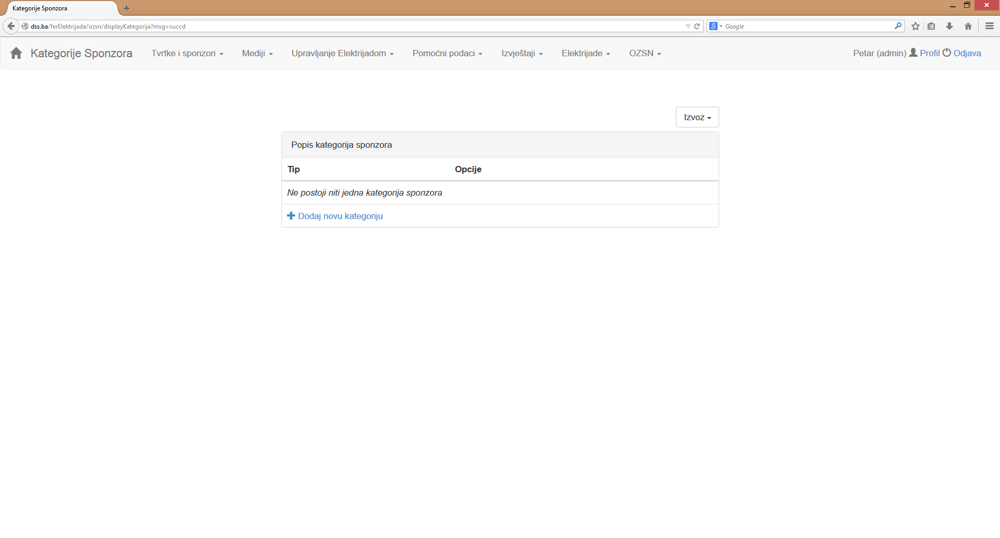 Kategorije Sponzora
dss.ba/ferElektrijada/ozsn/displayKategorija?msg=succd
8 Google
Kategorije Sponzora Tvrtke i sponzori Mediji Upravljanje Elektrijadom Pomoćni podaci Izvještaji Elektrijade OZSN Petar (admin) Profil Odjava
Izvoz
Popis kategorija sponzora
Tip Opcije
Ne postoji niti jedna kategorija sponzora
Dodaj novu kategoriju